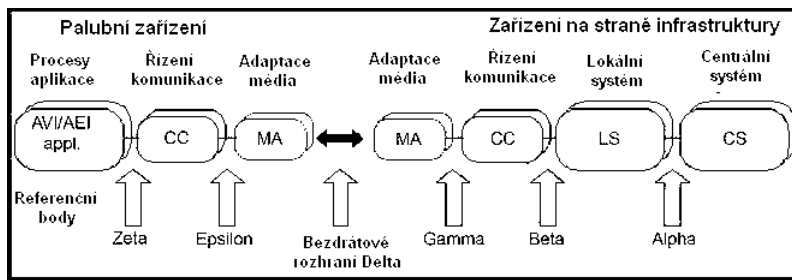 Palubní zařízení
Zařízení na straně infrastruktury
Procesy
aplikace
Řízení
komunikace
Adaptace
média
Adaptace
média
Řízení
komunikace
Lokální
systém
Centrální
systém
AVI/AEI
appl.
CC
MA
MA
CC
LS
CS
Referenční
body
Zeta
Epsilon
Bezdrátové
rozhraní Delta
Gamma
Beta
Alpha